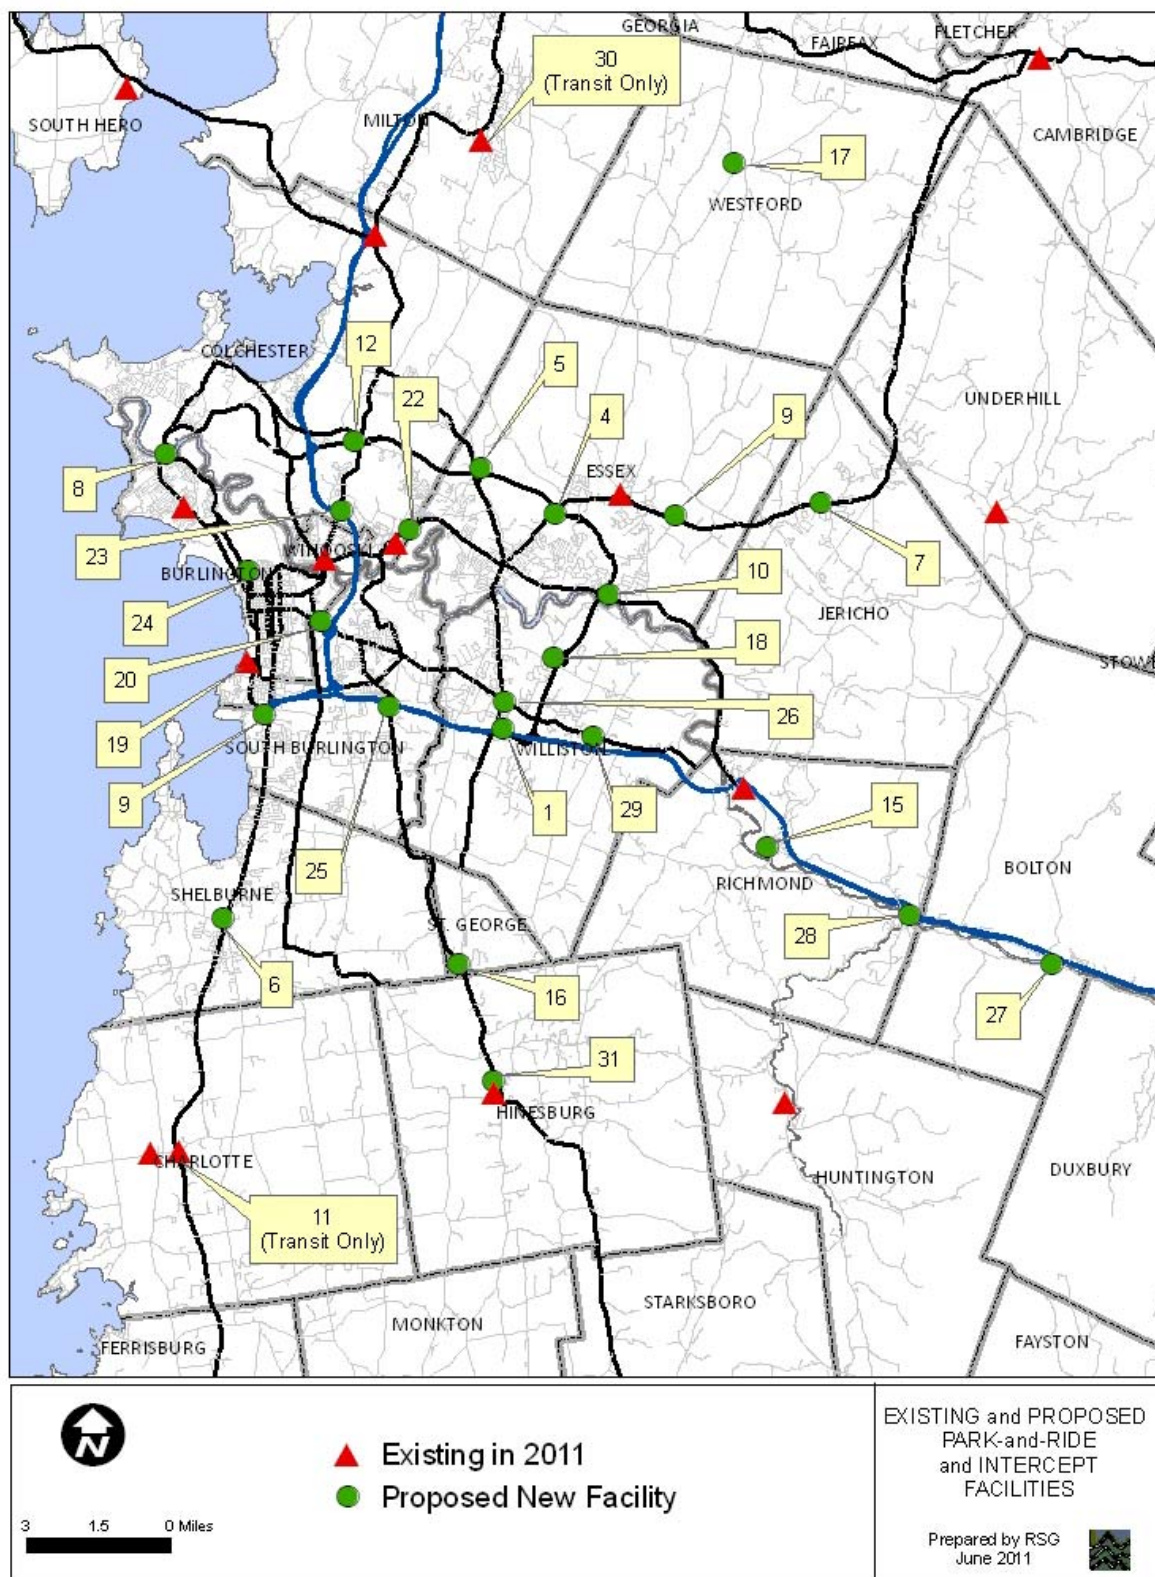 GEORGIA
FLETCHER
FAIRFAX
30
(Transit Only)
SOUTH HERO
MILTON
CAMBRIDGE
17
WESTFORD
12
COLCHESTER
5
22
4
9
UNDERHILL
ESSEX
8
23
WINOOSKI
7
BURLINGTON
10
24
JERICHO
18
20
STOWE
26
19
SOUTH BURLINGTON
WILLISTON
9
1
29
15
25
BOLTON
SHELBURNE
RICHMOND
ST. GEORGE
28
6
16
27
31
HINESBURG
CHARLOTTE
HUNTINGTON
DUXBURY
11
(Transit Only)
STARKSBORO
MONKTON
FERRISBURG
FAYSTON
N
Existing in 2011
Proposed New Facility
3 1.5 0 Miles
EXISTING and PROPOSED
PARK-and-RIDE
and INTERCEPT
FACILITIES
Prepared by RSG
June 2011